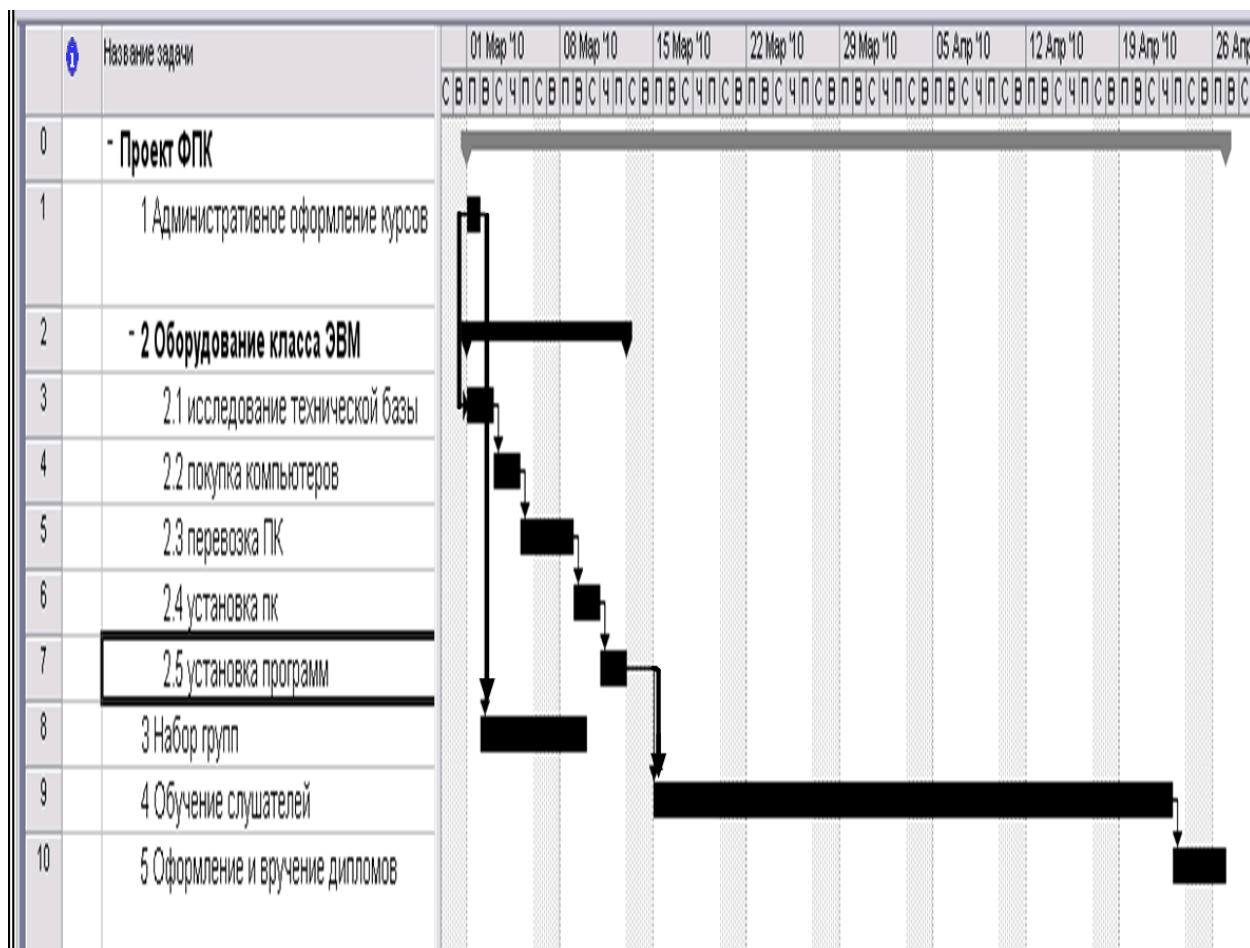 Название задачи
01 Мар '10 08 Мар '10 15 Мар '10 22 Мар '10 29 Мар '10 05 Апр '10 12 Апр '10 19 Апр '10 26 Апр
С В П В С Ч П С В П В С Ч П С В П В С Ч П С В П В С Ч П С В П В С Ч П С В П В С Ч П С В П В С Ч П С В П В С Ч П С В П В С
0 - Проект ФПК
1 1 Административное оформление курсов
2 - 2 Оборудование класса ЭВМ
3 2.1 исследование технической базы
4 2.2 покупка компьютеров
5 2.3 перевозка ПК
6 2.4 установка пк
7 2.5 установка программ
8 3 Набор групп
9 4 Обучение слушателей
10 5 Оформление и вручение дипломов